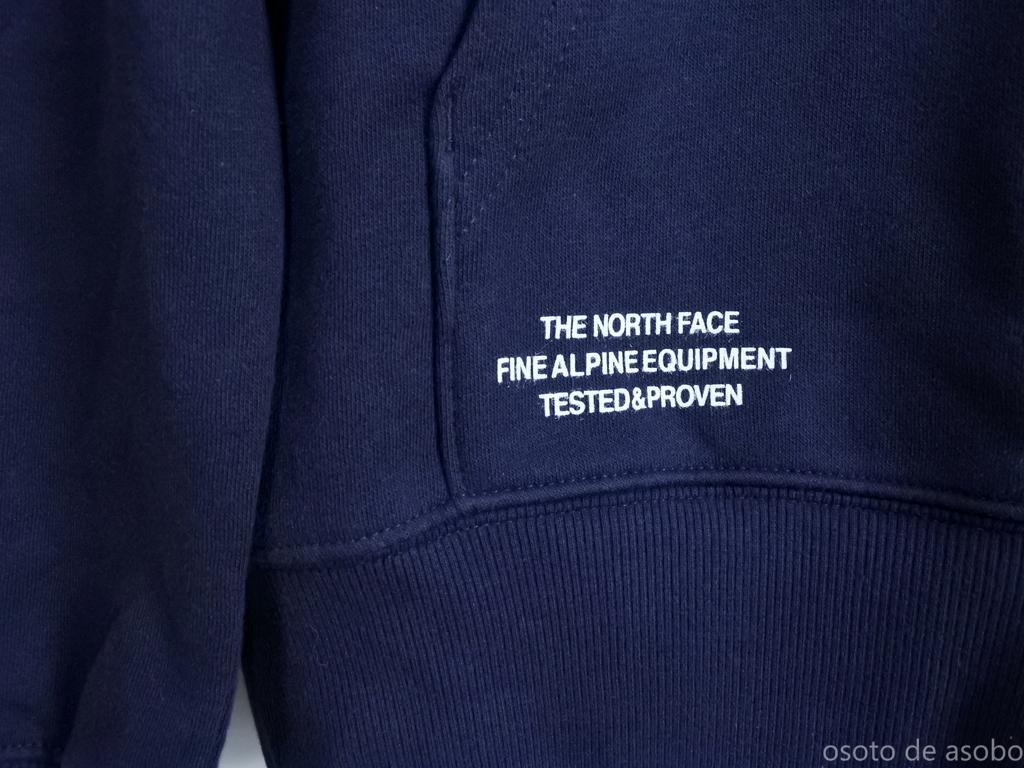 THE NORTH FACE
FINE ALPINE EQUIPMENT
TESTED&PROVEN
osoto de asobo